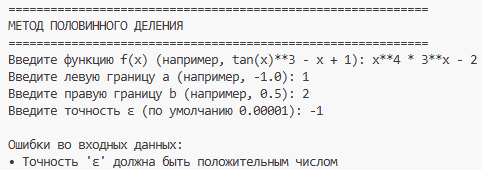 ============================================================
МЕТОД ПОЛОВИННОГО ДЕЛЕНИЯ
============================================================
Введите функцию f(x) (например, tan(x)**3 - x + 1): x**4 * 3**x - 2
Введите левую границу a (например, -1.0): 1
Введите правую границу b (например, 0.5): 2
Введите точность ε (по умолчанию 0.00001): -1
Ошибки во входных данных:
• Точность 'ε' должна быть положительным числом